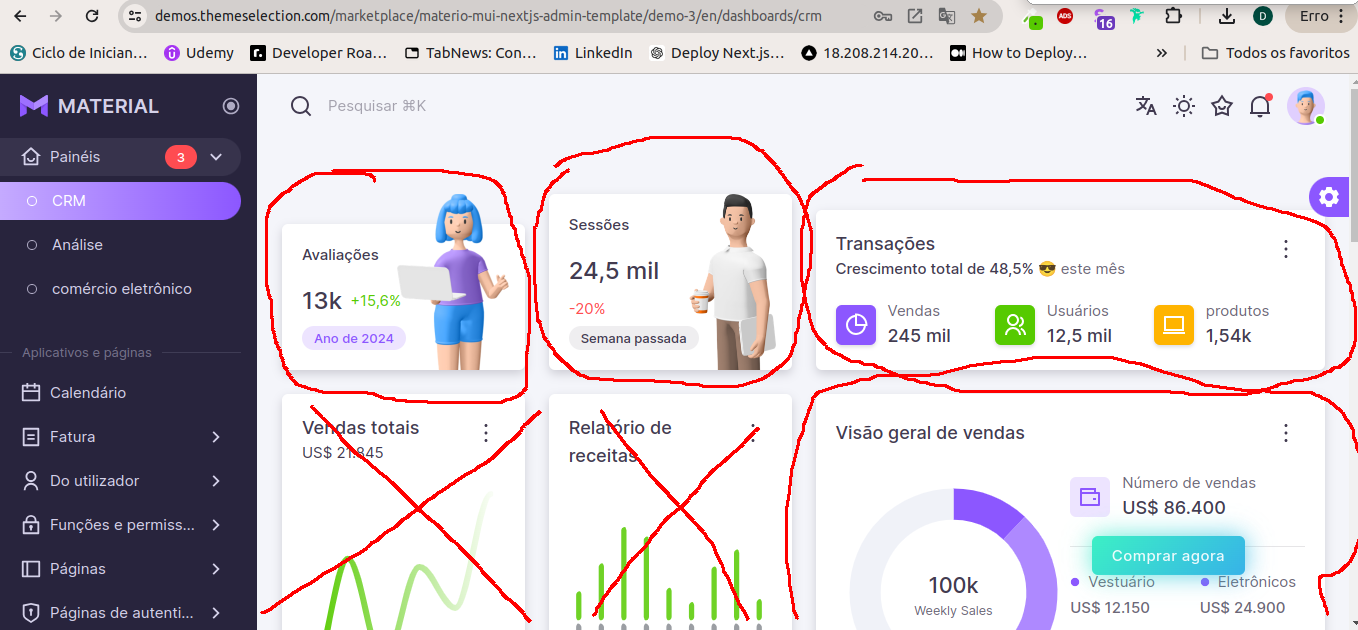 demos.themeselection.com/marketplace/materio-mui-nextjs-admin-template/demo-3/en/dashboards/crm
ADS
16
D
Erro
Ciclo de Inician...
Udemy
r.
Developer Roa...
TabNews: Con...
in
LinkedIn
Deploy Next.js...
18.208.214.20...
How to Deploy...
»
Todos os favoritos
MATERIAL
Pesquisar ⌘K
Painéis
3
CRM
Análise
comércio eletrônico
Aplicativos e páginas
Calendário
Fatura
Do utilizador
Funções e permiss...
Páginas
Páginas de autenti...
Avaliações
13k +15,6%
Ano de 2024
Sessões
24,5 mil
-20%
Semana passada
Transações
Crescimento total de 48,5% 😎 este mês
Vendas
245 mil
Usuários
12,5 mil
produtos
1,54k
Vendas totais
US$ 21.845
Relatório de
receitas
Visão geral de vendas
100k
Weekly Sales
Número de vendas
US$ 86.400
Comprar agora
Vestuário
US$ 12.150
Eletrônicos
US$ 24.900